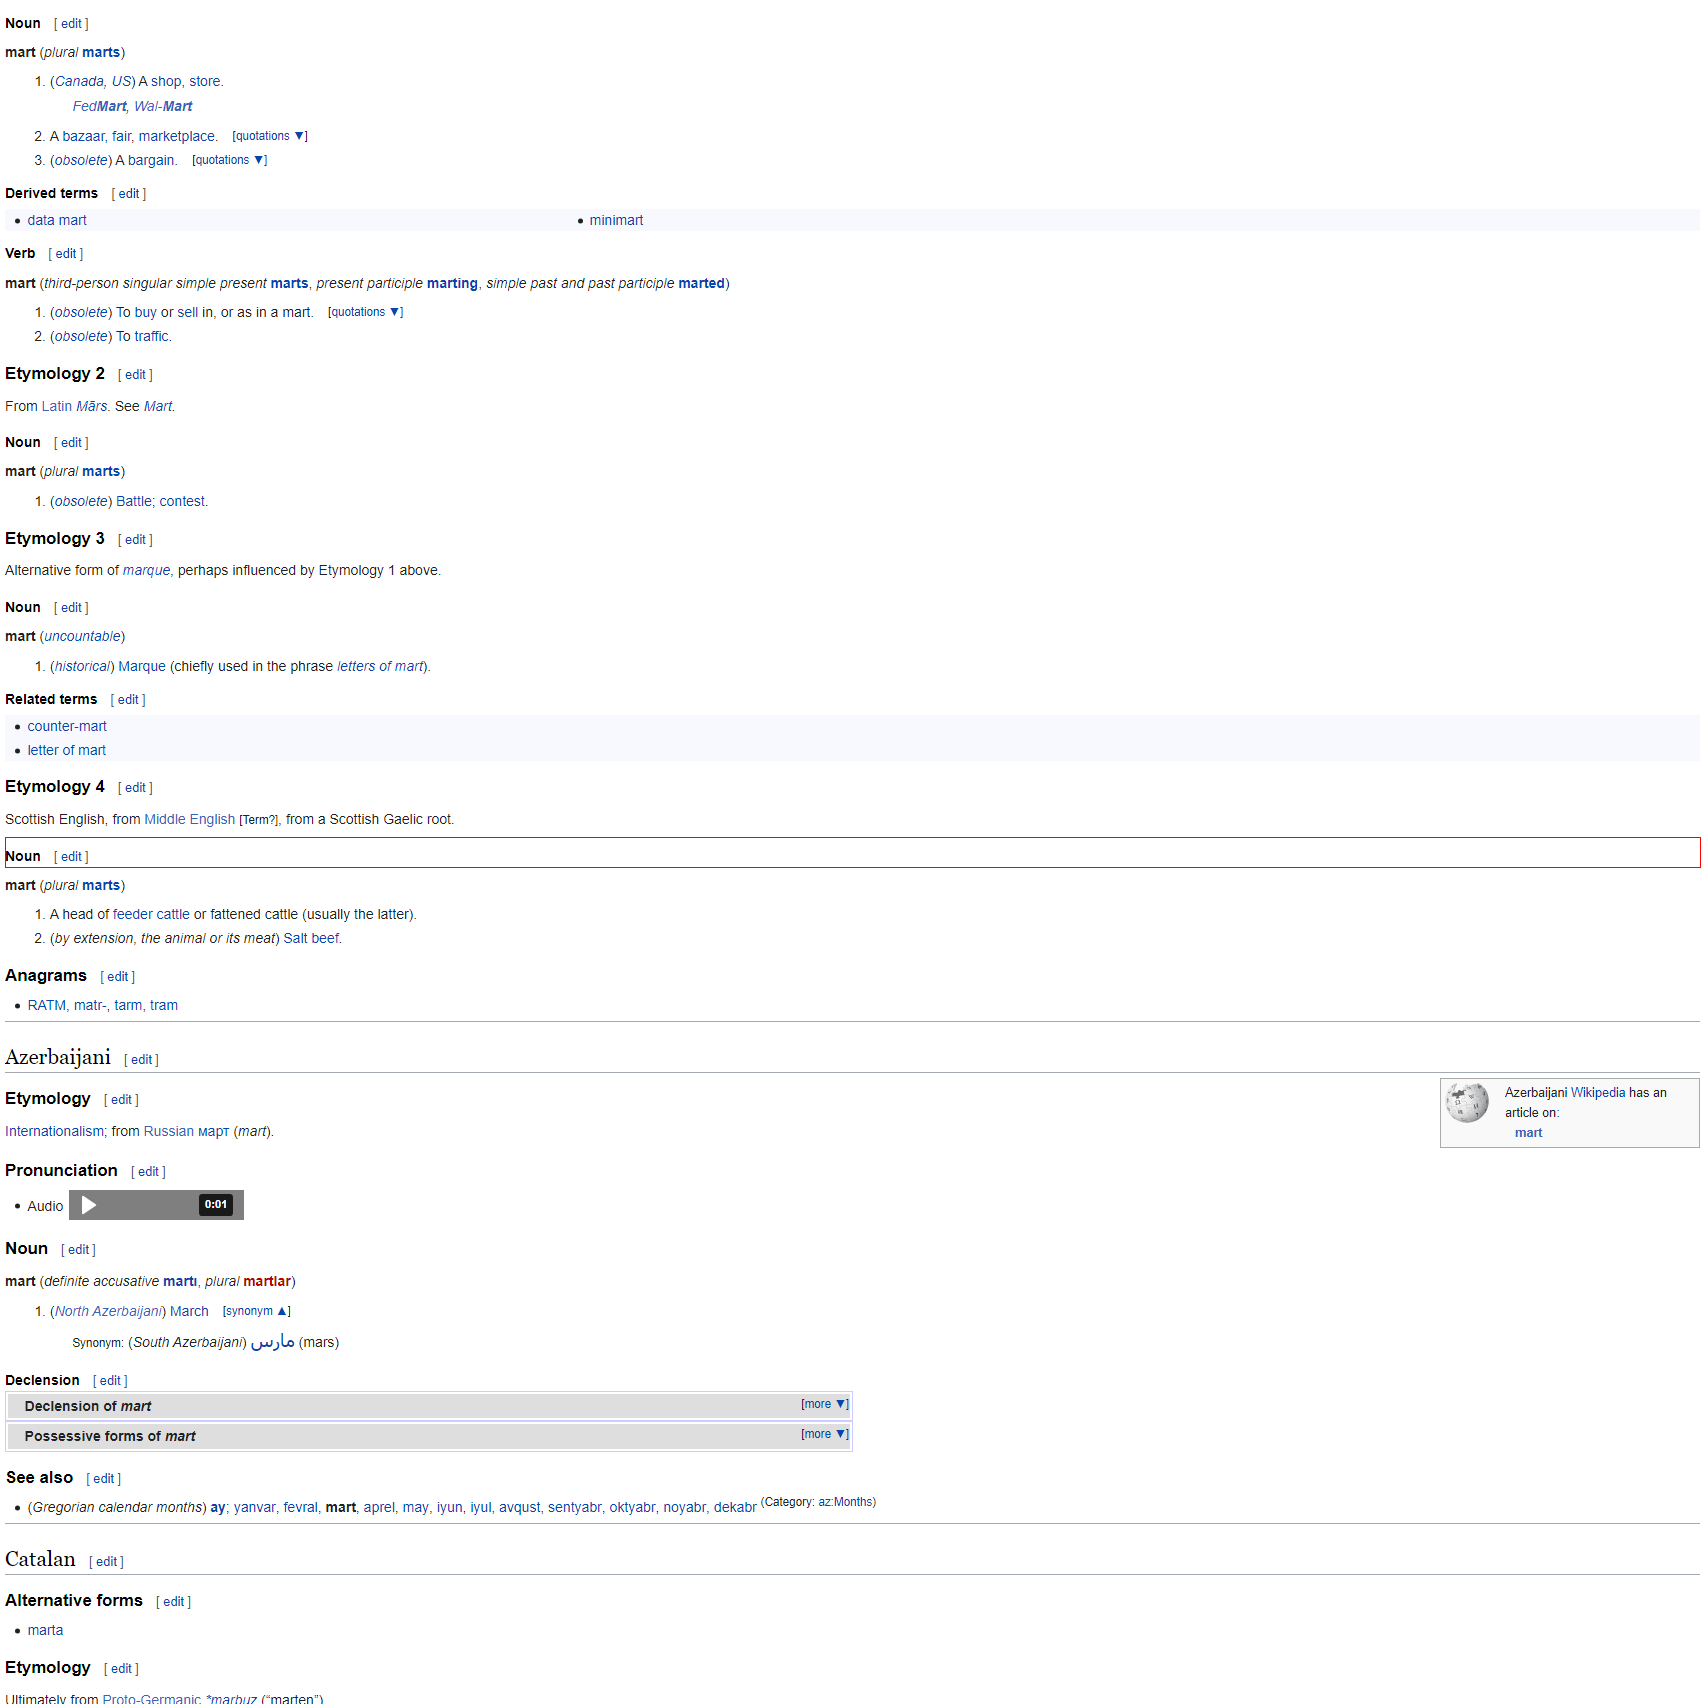 Noun [ edit ]
mart (plural marts)
1. (Canada, US) A shop, store.
FedMart, Wal-Mart
2. A bazaar, fair, marketplace. [quotations ▼]
3. (obsolete) A bargain. [quotations ▼]
Derived terms [ edit ]
• data mart • minimart
Verb [ edit ]
mart (third-person singular simple present marts, present participle marting, simple past and past participle marted)
1. (obsolete) To buy or sell in, or as in a mart. [quotations ▼]
2. (obsolete) To traffic.
Etymology 2 [ edit ]
From Latin Mārs. See Mart.
Noun [ edit ]
mart (plural marts)
1. (obsolete) Battle; contest.
Etymology 3 [ edit ]
Alternative form of marque, perhaps influenced by Etymology 1 above.
Noun [ edit ]
mart (uncountable)
1. (historical) Marque (chiefly used in the phrase letters of mart).
Related terms [ edit ]
• counter-mart
• letter of mart
Etymology 4 [ edit ]
Scottish English, from Middle English [Term?], from a Scottish Gaelic root.
Noun [ edit ]
mart (plural marts)
1. A head of feeder cattle or fattened cattle (usually the latter).
2. (by extension, the animal or its meat) Salt beef.
Anagrams [ edit ]
• RATM, matr-, tarm, tram
Azerbaijani [ edit ]
Azerbaijani Wikipedia has an
article on:
mart
Etymology [ edit ]
Internationalism; from Russian март (mart).
Pronunciation [ edit ]
• Audio 0:01
Noun [ edit ]
mart (definite accusative martı, plural martlar)
1. (North Azerbaijani) March [synonym ▲]
Synonym: (South Azerbaijani) مارس (mars)
Declension [ edit ]
Declension of mart [more ▼]
Possessive forms of mart [more ▼]
See also [ edit ]
• (Gregorian calendar months) ay; yanvar, fevral, mart, aprel, may, iyun, iyul, avqust, sentyabr, oktyabr, noyabr, dekabr (Category: az:Months)
Catalan [ edit ]
Alternative forms [ edit ]
• marta
Etymology [ edit ]
Ultimately from Proto-Germanic *marþuz (“marten”)